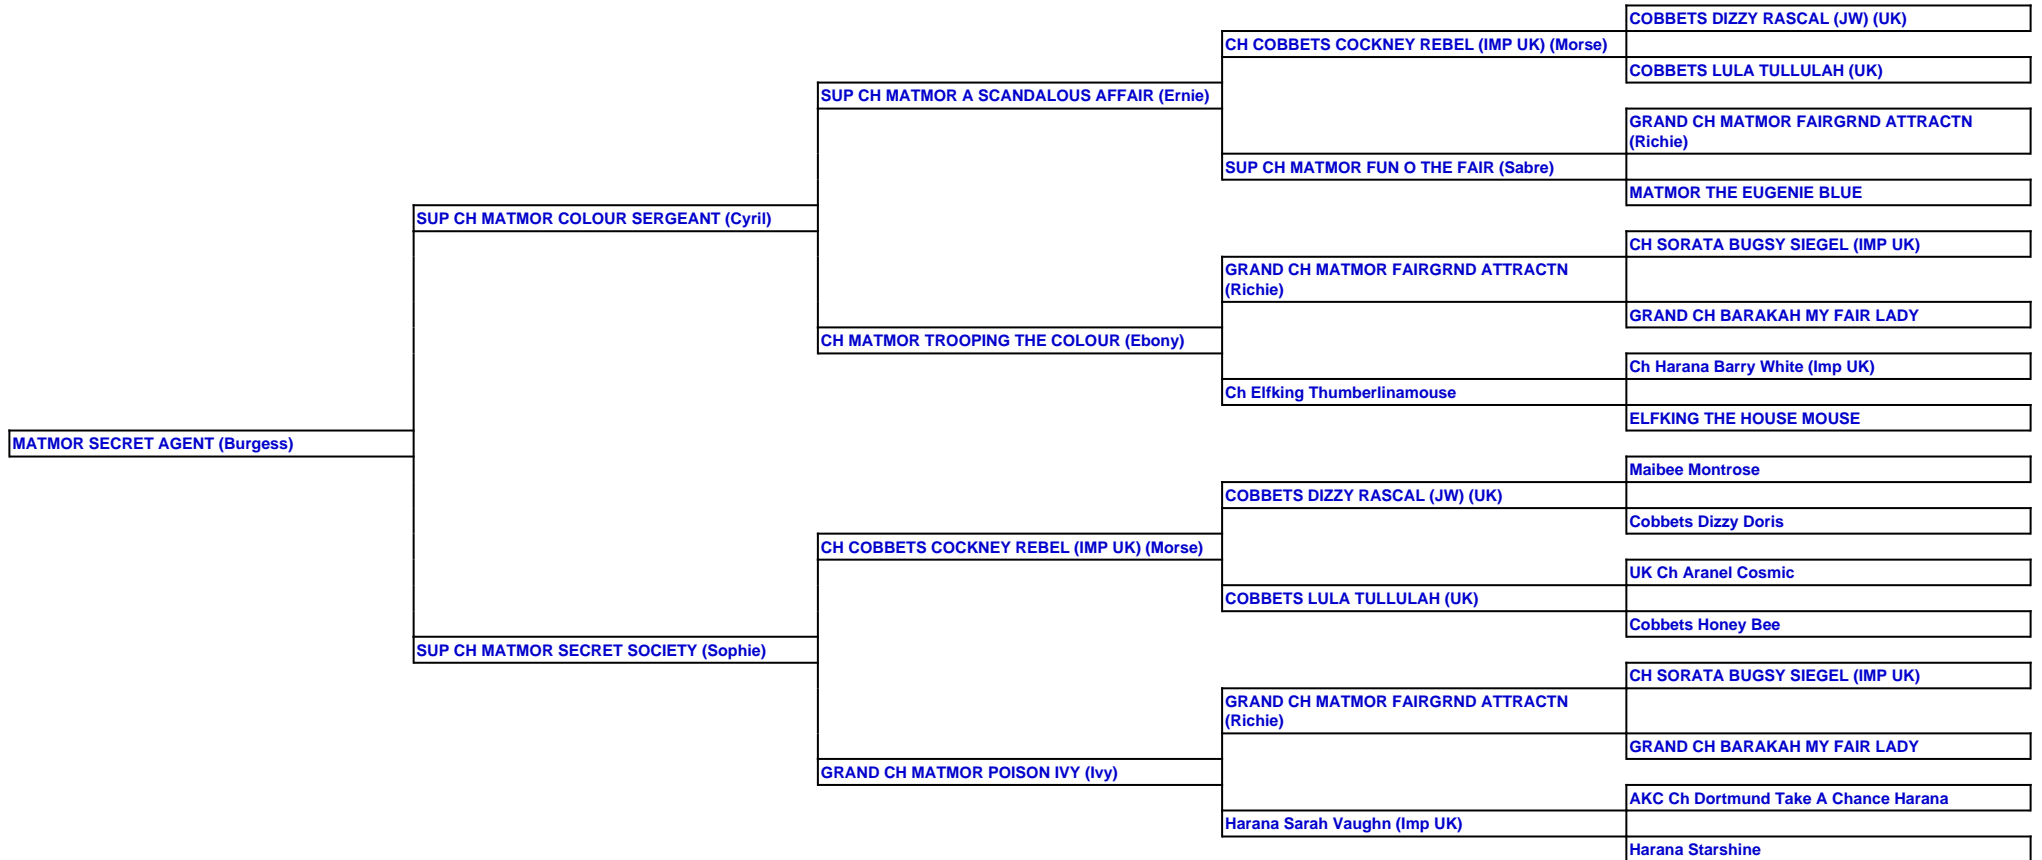 COBBETS DIZZY RASCAL (JW) (UK)
CH COBBETS COCKNEY REBEL (IMP UK) (Morse)
COBBETS LULA TULLULAH (UK)
SUP CH MATMOR A SCANDALOUS AFFAIR (Ernie)
GRAND CH MATMOR FAIRGRND ATTRACTN
(Richie)
SUP CH MATMOR FUN O THE FAIR (Sabre)
MATMOR THE EUGENIE BLUE
SUP CH MATMOR COLOUR SERGEANT (Cyril)
CH SORATA BUGSY SIEGEL (IMP UK)
GRAND CH MATMOR FAIRGRND ATTRACTN
(Richie)
GRAND CH BARAKAH MY FAIR LADY
CH MATMOR TROOPING THE COLOUR (Ebony)
Ch Harana Barry White (Imp UK)
Ch Elfking Thumberlinamouse
ELFKING THE HOUSE MOUSE
MATMOR SECRET AGENT (Burgess)
Maibee Montrose
COBBETS DIZZY RASCAL (JW) (UK)
Cobbets Dizzy Doris
CH COBBETS COCKNEY REBEL (IMP UK) (Morse)
UK Ch Aranel Cosmic
COBBETS LULA TULLULAH (UK)
Cobbets Honey Bee
SUP CH MATMOR SECRET SOCIETY (Sophie)
CH SORATA BUGSY SIEGEL (IMP UK)
GRAND CH MATMOR FAIRGRND ATTRACTN
(Richie)
GRAND CH BARAKAH MY FAIR LADY
GRAND CH MATMOR POISON IVY (Ivy)
AKC Ch Dortmund Take A Chance Harana
Harana Sarah Vaughn (Imp UK)
Harana Starshine